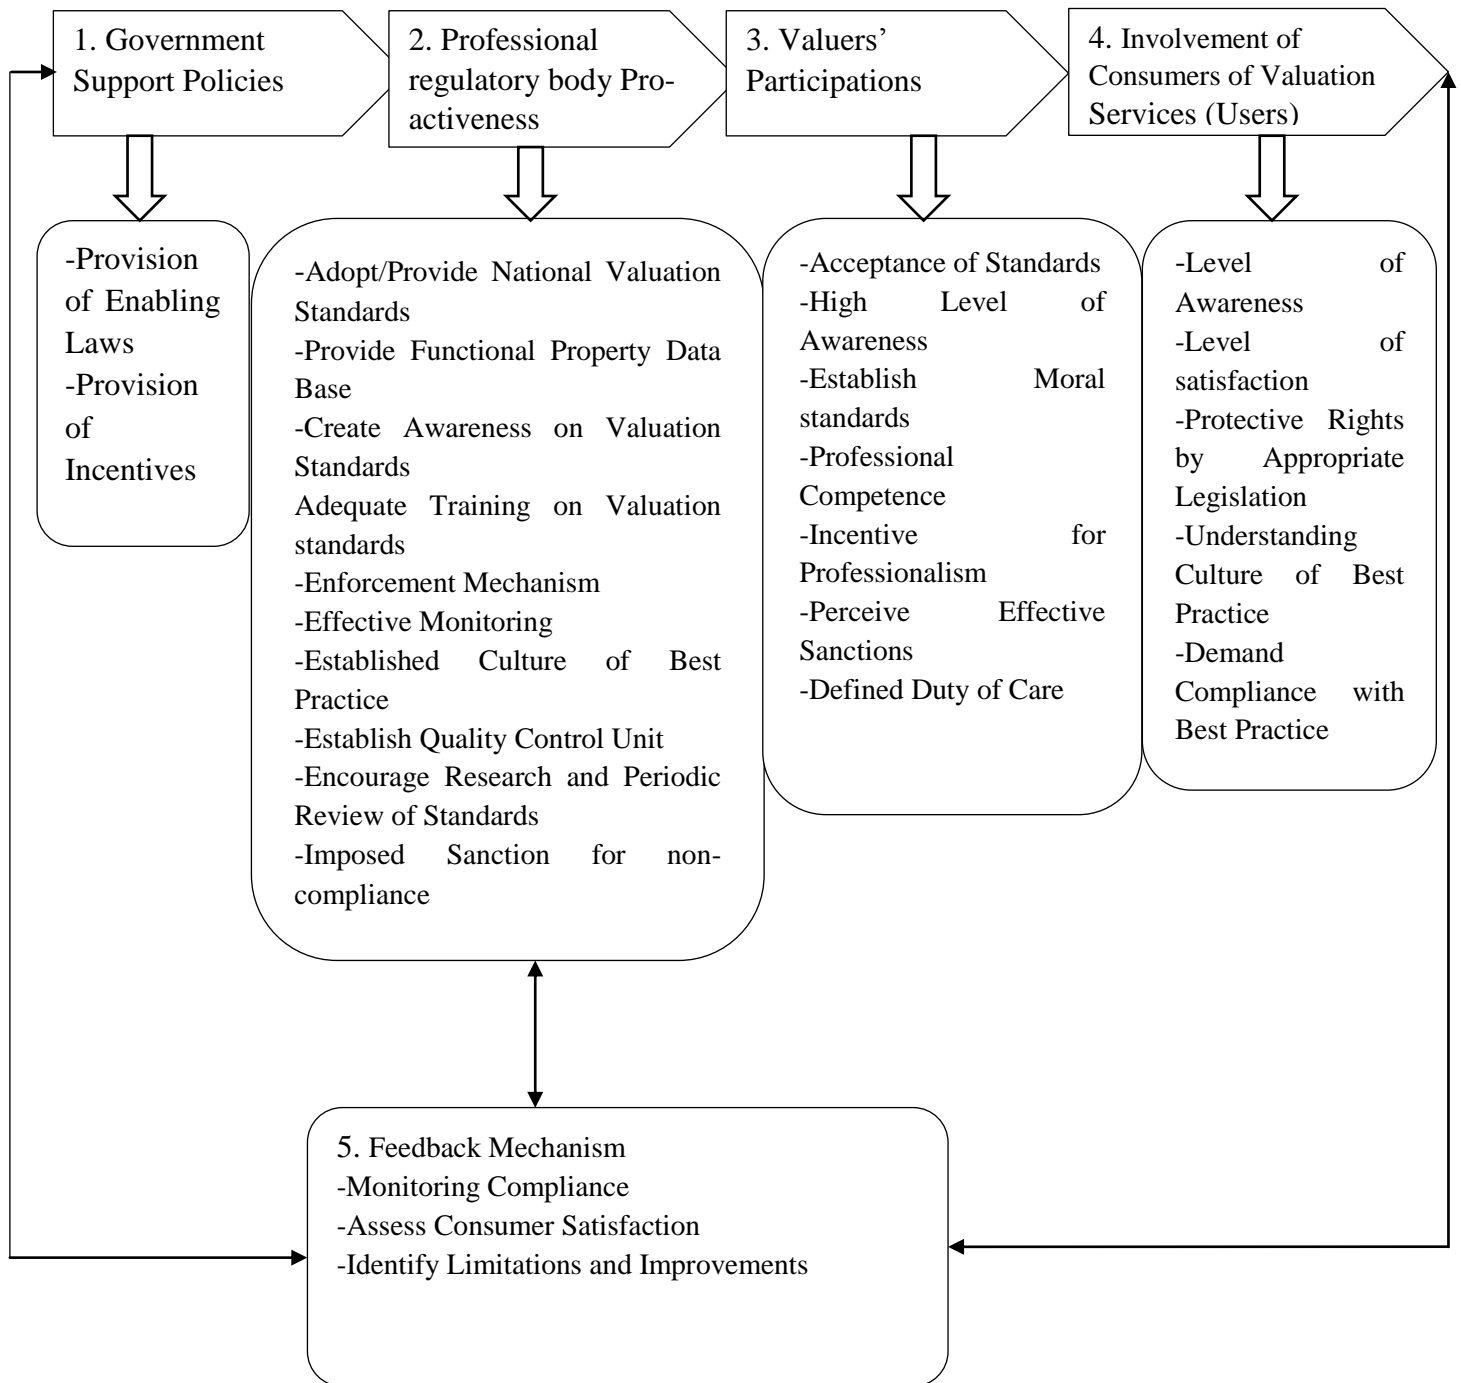 1. Government
Support Policies
2. Professional
regulatory body Pro-
activeness
3. Valuers’
Participations
4. Involvement of
Consumers of Valuation
Services (Users)
-Provision
of Enabling
Laws
-Provision
of
Incentives
-Adopt/Provide National Valuation
Standards
-Provide Functional Property Data
Base
-Create Awareness on Valuation
Standards
Adequate Training on Valuation
standards
-Enforcement Mechanism
-Effective Monitoring
-Established Culture of Best
Practice
-Establish Quality Control Unit
-Encourage Research and Periodic
Review of Standards
-Imposed Sanction for non-
compliance
-Acceptance of Standards
-High Level of
Awareness
-Establish Moral
standards
-Professional
Competence
-Incentive for
Professionalism
-Perceive Effective
Sanctions
-Defined Duty of Care
-Level of
Awareness
-Level of
satisfaction
-Protective Rights
by Appropriate
Legislation
-Understanding
Culture of Best
Practice
-Demand
Compliance with
Best Practice
5. Feedback Mechanism
-Monitoring Compliance
-Assess Consumer Satisfaction
-Identify Limitations and Improvements